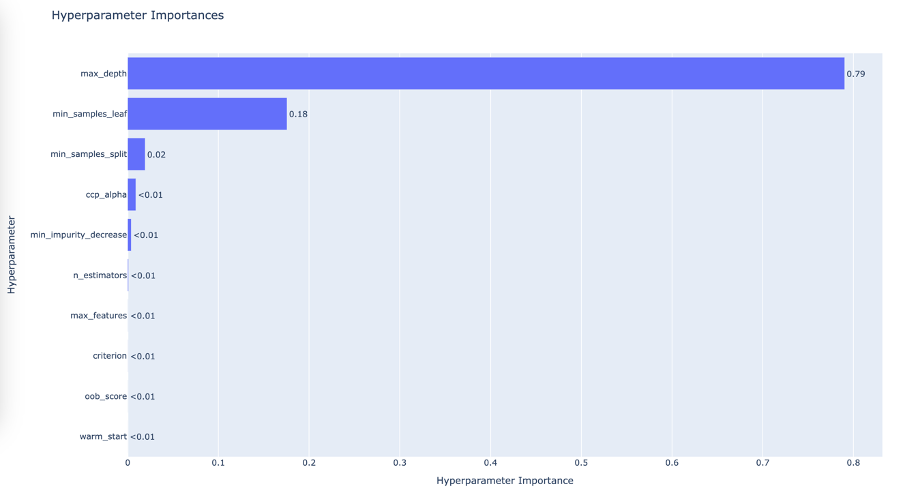 Hyperparameter Importances
Hyperparameter
max_depth 0.79
min_samples_leaf 0.18
min_samples_split 0.02
ccp_alpha <0.01
min_impurity_decrease <0.01
n_estimators <0.01
max_features <0.01
criterion <0.01
oob_score <0.01
warm_start <0.01
0 0.1 0.2 0.3 0.4 0.5 0.6 0.7 0.8
Hyperparameter Importance